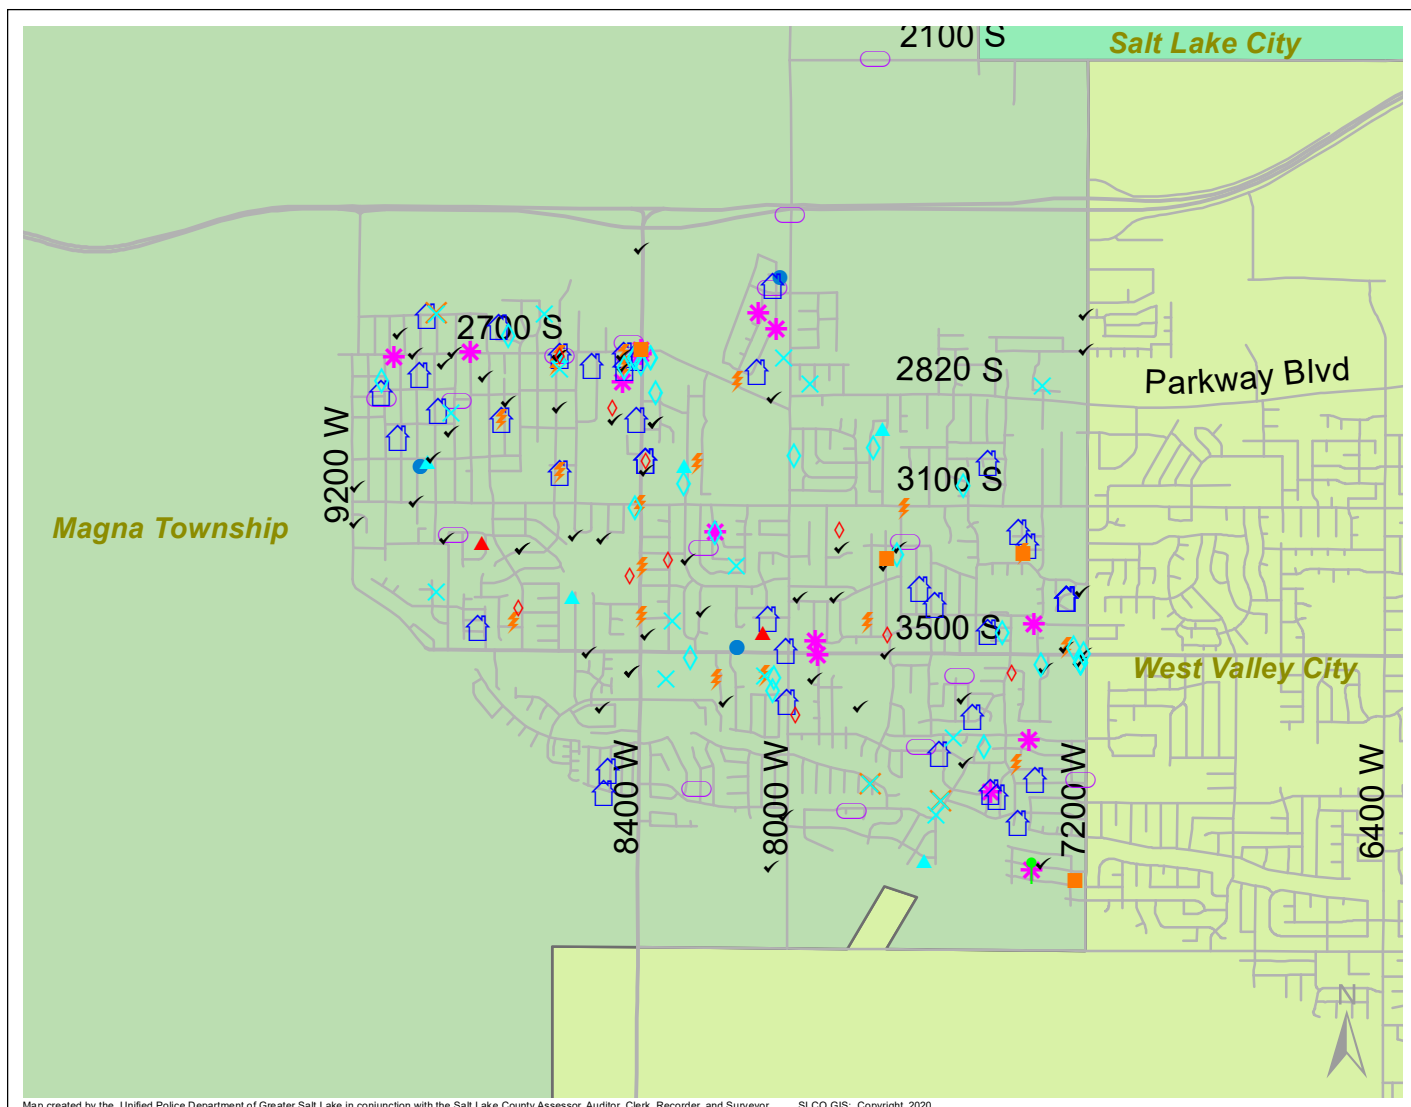 2100 S
Salt Lake City
2700 S
2820 S
Parkway Blvd
9200 W
3100 S
Magna Township
3500 S
West Valley City
8400 W
8000 W
7200 W
6400 W
N
Map created by the Unified Police Department of Greater Salt Lake in conjunction with the Salt Lake County Assessor, Auditor, Clerk, Recorder, and Surveyor. SLCO GIS: Copyright 2020